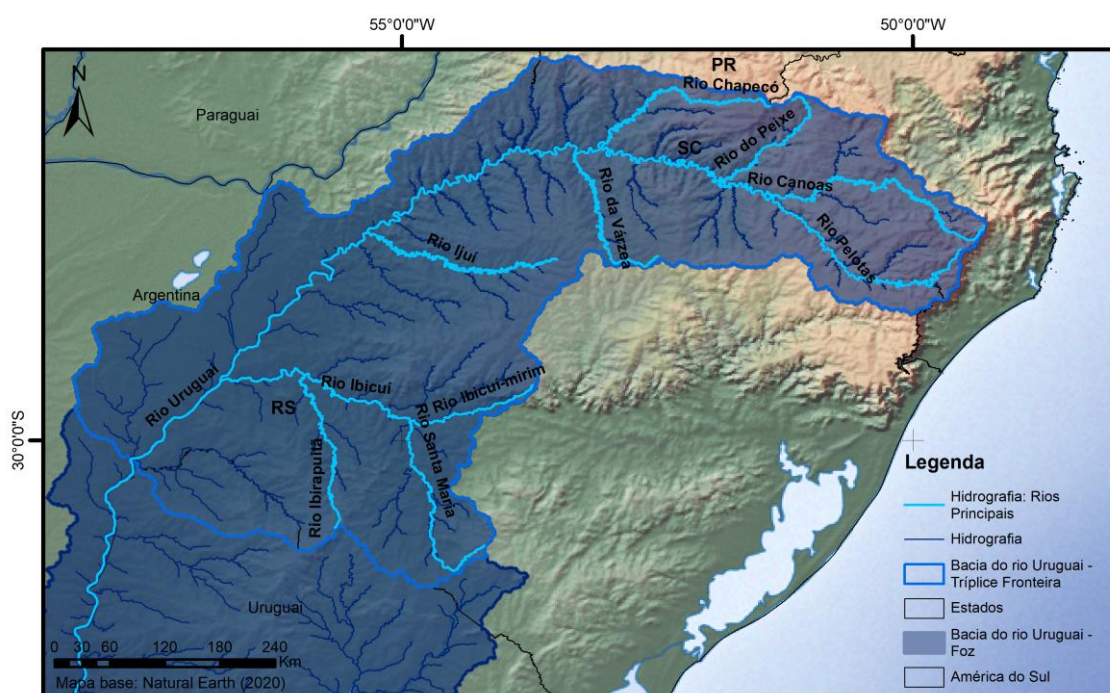 55°0'0"W
50°0'0"W
N
PR
Rio Chapecó
Paraguai
Rio do Peixe
SC
Rio Canoas
Rio da Várzea
Rio Pelotas
Rio Ijuí
Argentina
Rio Uruguai
Rio Ibicuí
Rio Ibicuí-mirim
RS
Rio Santa Maria
Rio Ibirapuitã
30°0'0"S
Uruguai
0 30 60 120 180 240
Km
Mapa base: Natural Earth (2020)
Legenda
Hidrografia: Rios
Principais
Hidrografia
Bacia do rio Uruguai -
Tríplice Fronteira
Estados
Bacia do rio Uruguai -
Foz
América do Sul